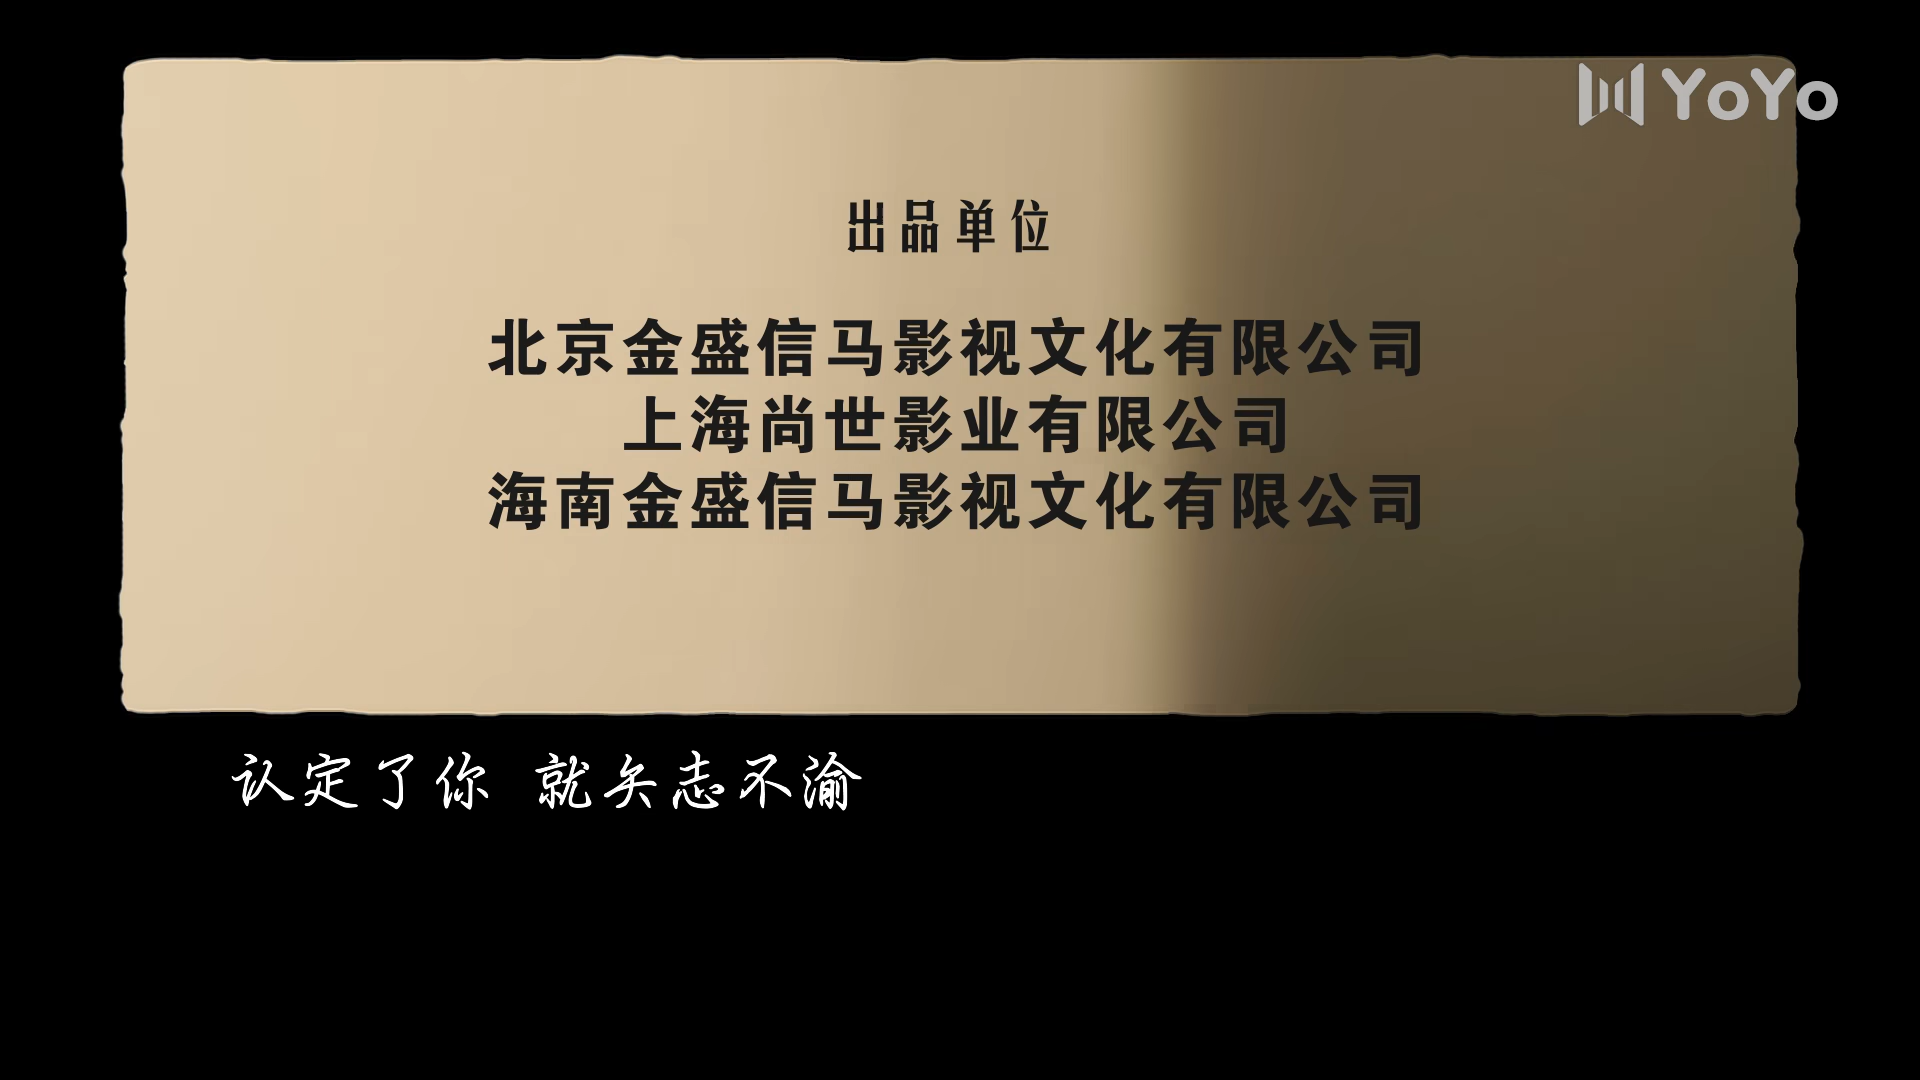 YoYo
出品单位
北京金盛信马影视文化有限公司
上海尚世影业有限公司
海南金盛信马影视文化有限公司
认定了你 就矢志不渝